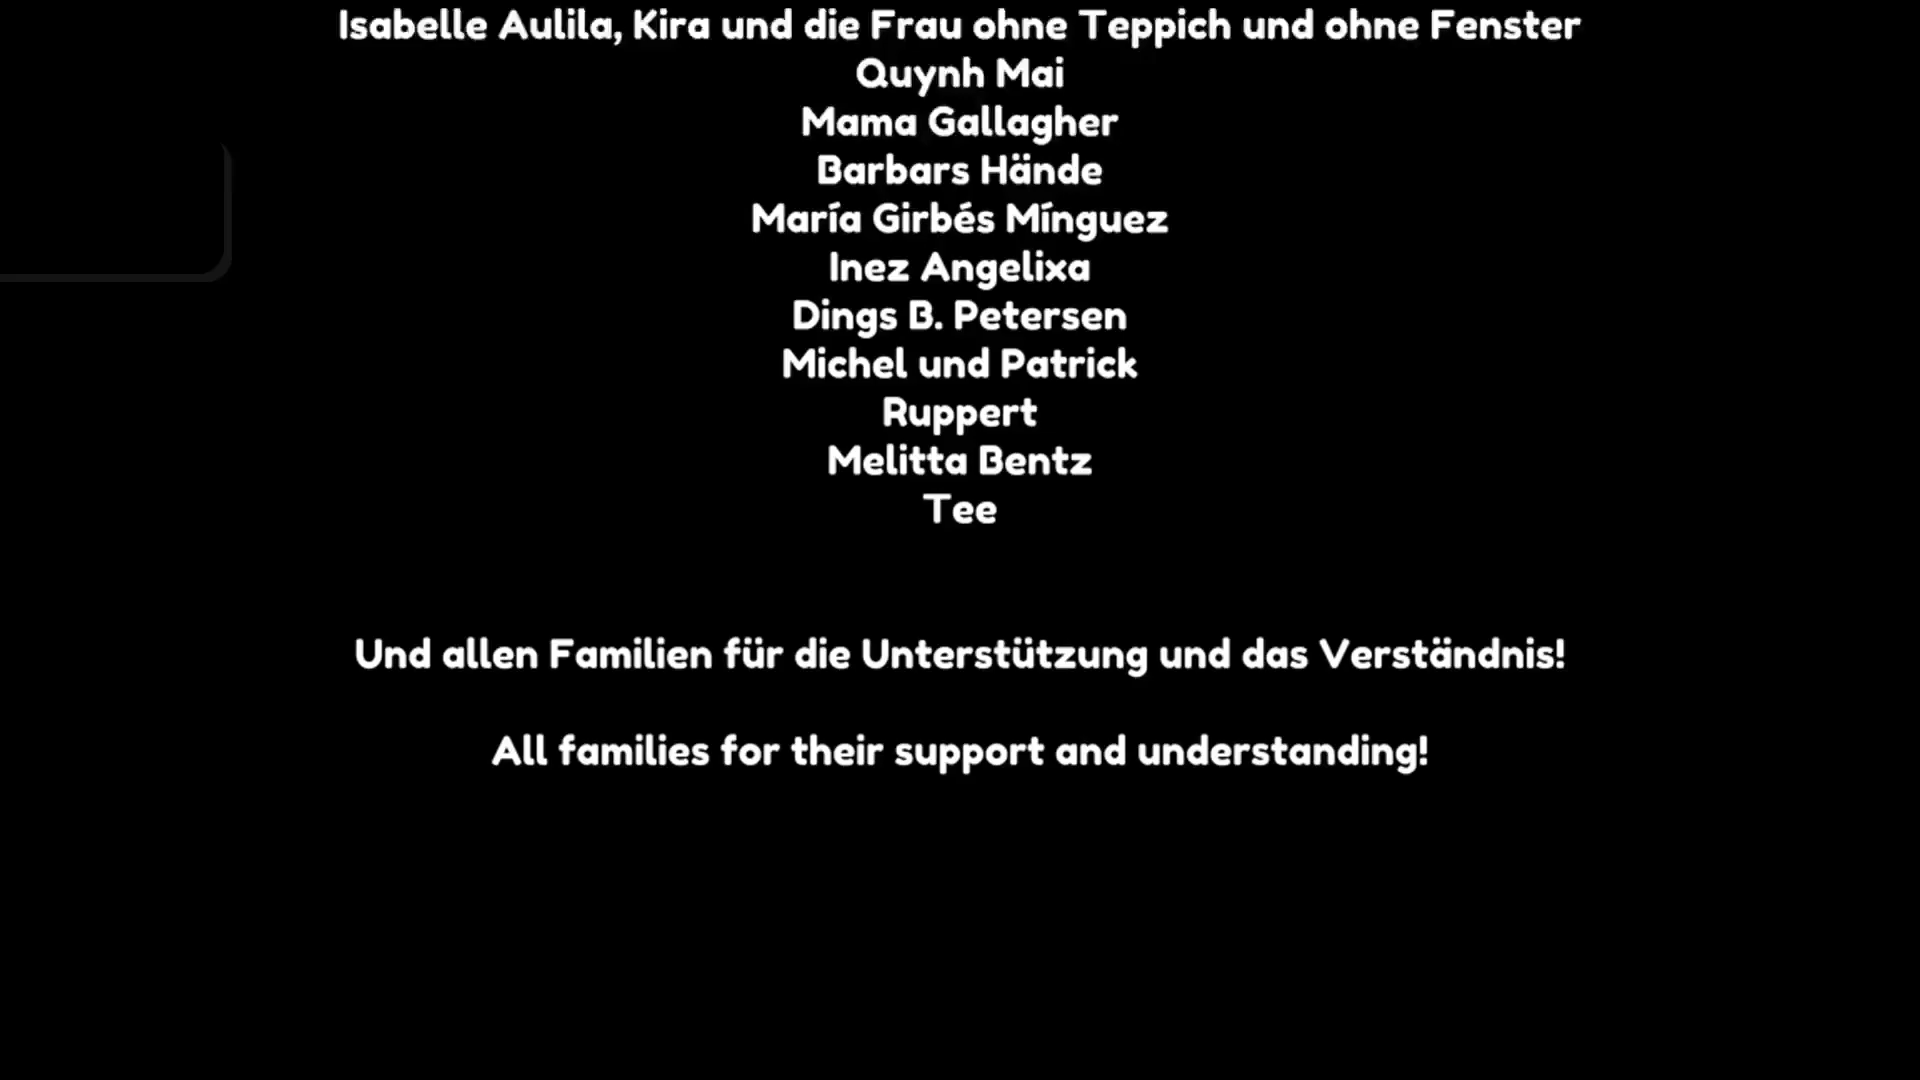 Isabelle Aulila, Kira und die Frau ohne Teppich und ohne Fenster
Quynh Mai
Mama Gallagher
Barbars Hände
María Girbés Mínguez
Inez Angelixa
Dings B. Petersen
Michel und Patrick
Ruppert
Melitta Bentz
Tee
Und allen Familien für die Unterstützung und das Verständnis!
All families for their support and understanding!